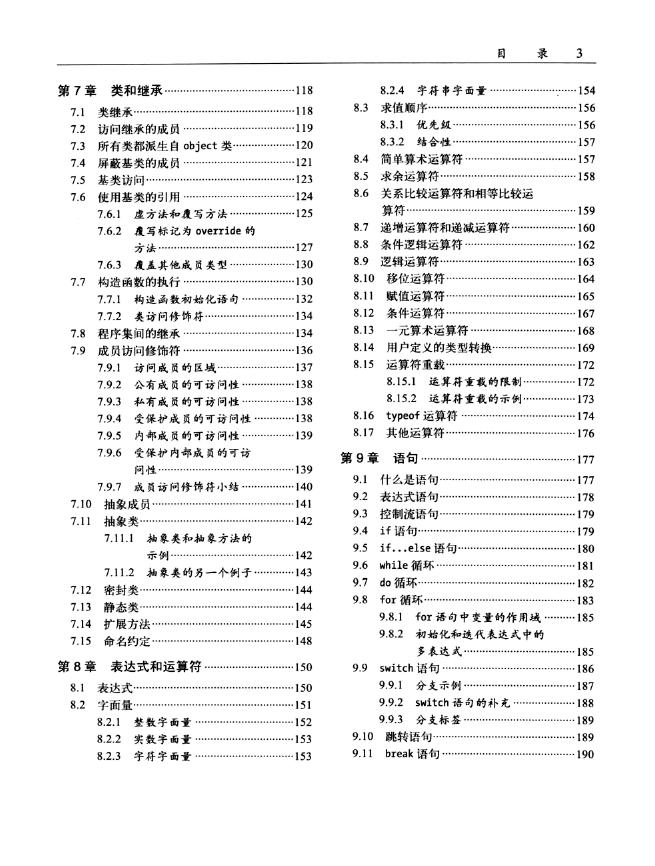 目 录 3
第7章 类和继承…………118
7.1 类继承…………118
7.2 访问继承的成员…………119
7.3 所有类都派生自 object 类…………120
7.4 屏蔽基类的成员…………121
7.5 基类访问…………123
7.6 使用基类的引用…………124
7.6.1 虚方法和覆写方法…………125
7.6.2 覆写标记为 override 的
方法…………127
7.6.3 覆盖其他成员类型…………130
7.7 构造函数的执行…………130
7.7.1 构造函数初始化语句…………132
7.7.2 类访问修饰符…………134
7.8 程序集间的继承…………134
7.9 成员访问修饰符…………136
7.9.1 访问成员的区域…………137
7.9.2 公有成员的可访问性…………138
7.9.3 私有成员的可访问性…………138
7.9.4 受保护成员的可访问性…………138
7.9.5 内部成员的可访问性…………139
7.9.6 受保护内部成员的可访
问性…………139
7.9.7 成员访问修饰符小结…………140
7.10 抽象成员…………141
7.11 抽象类…………142
7.11.1 抽象类和抽象方法的
示例…………142
7.11.2 抽象类的另一个例子…………143
7.12 密封类…………144
7.13 静态类…………144
7.14 扩展方法…………145
7.15 命名约定…………148
第8章 表达式和运算符…………150
8.1 表达式…………150
8.2 字面量…………151
8.2.1 整数字面量…………152
8.2.2 实数字面量…………153
8.2.3 字符字面量…………153
8.2.4 字符串字面量…………154
8.3 求值顺序…………156
8.3.1 优先级…………156
8.3.2 结合性…………157
8.4 简单算术运算符…………157
8.5 求余运算符…………158
8.6 关系比较运算符和相等比较运
算符…………159
8.7 递增运算符和递减运算符…………160
8.8 条件逻辑运算符…………162
8.9 逻辑运算符…………163
8.10 移位运算符…………164
8.11 赋值运算符…………165
8.12 条件运算符…………167
8.13 一元算术运算符…………168
8.14 用户定义的类型转换…………169
8.15 运算符重载…………172
8.15.1 运算符重载的限制…………172
8.15.2 运算符重载的示例…………173
8.16 typeof 运算符…………174
8.17 其他运算符…………176
第9章 语句…………177
9.1 什么是语句…………177
9.2 表达式语句…………178
9.3 控制流语句…………179
9.4 if 语句…………179
9.5 if...else 语句…………180
9.6 while 循环…………181
9.7 do 循环…………182
9.8 for 循环…………183
9.8.1 for 语句中变量的作用域…………185
9.8.2 初始化和迭代表达式中的
多表达式…………185
9.9 switch 语句…………186
9.9.1 分支示例…………187
9.9.2 switch 语句的补充…………188
9.9.3 分支标签…………189
9.10 跳转语句…………189
9.11 break 语句…………190